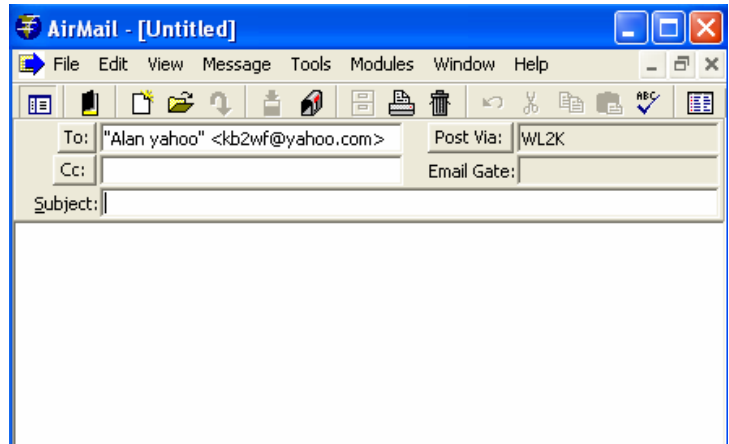 AirMail - [Untitled]
File Edit View Message Tools Modules Window Help
ABC
To: "Alan yahoo" <kb2wf@yahoo.com> Post Via: WL2K
Cc: Email Gate:
Subject: